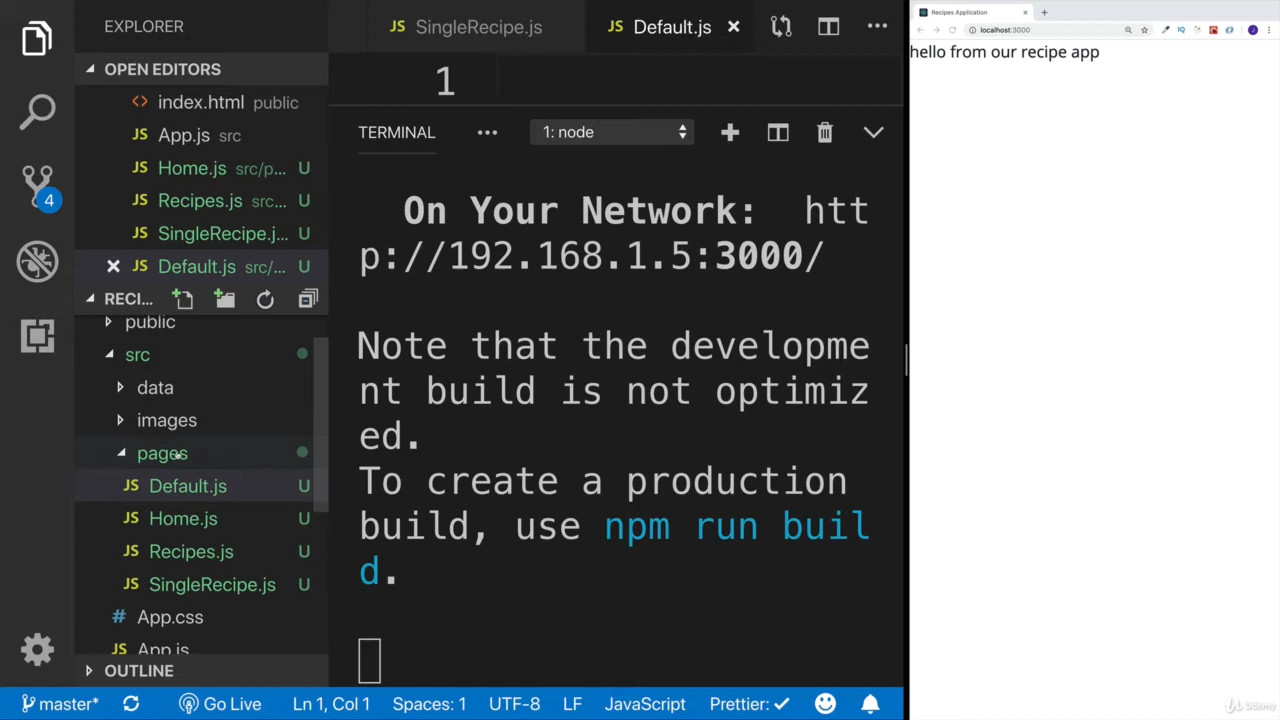 EXPLORER
OPEN EDITORS
index.html public
JS App.js src
JS Home.js src/p... U
JS Recipes.js src... U
JS SingleRecipe.j... U
JS Default.js src/... U
RECI...
public
src
data
images
pages
JS Default.js U
JS Home.js U
JS Recipes.js U
JS SingleRecipe.js U
# App.css
JS App.js
OUTLINE
4
JS SingleRecipe.js
JS Default.js
1
TERMINAL
1: node
On Your Network: htt
p://192.168.1.5:3000/
Note that the developme
nt build is not optimiz
ed.
To create a production
build, use npm run buil
d.
master*
Go Live
Ln 1, Col 1
Spaces: 1
UTF-8
LF
JavaScript
Prettier:
Recipes Application
localhost:3000
IQ
J
hello from our recipe app
Udemy